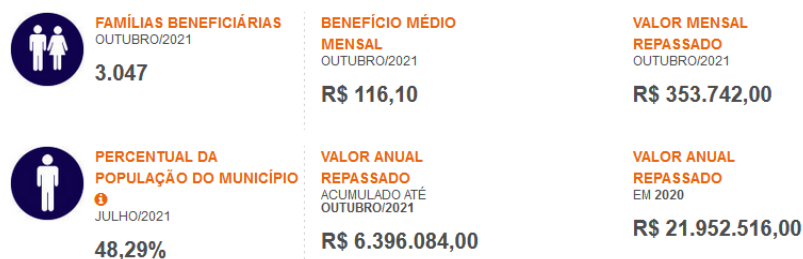 FAMÍLIAS BENEFICIÁRIAS
OUTUBRO/2021
3.047
BENEFÍCIO MÉDIO
MENSAL
OUTUBRO/2021
R$ 116,10
VALOR MENSAL
REPASSADO
OUTUBRO/2021
R$ 353.742,00
PERCENTUAL DA
POPULAÇÃO DO MUNICÍPIO
i
JULHO/2021
48,29%
VALOR ANUAL
REPASSADO
ACUMULADO ATÉ
OUTUBRO/2021
R$ 6.396.084,00
VALOR ANUAL
REPASSADO
EM 2020
R$ 21.952.516,00